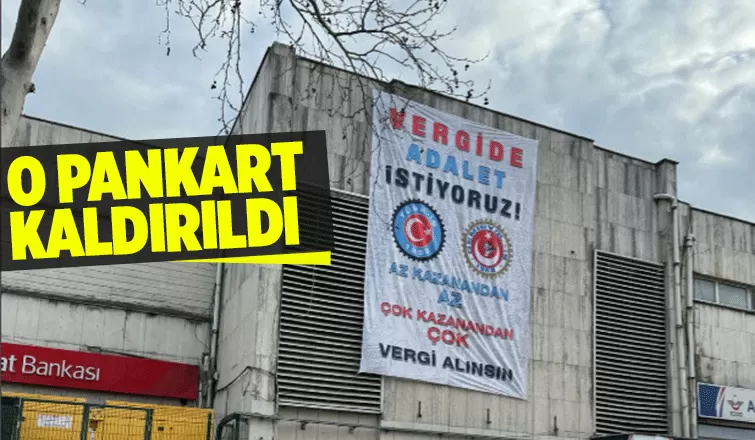 O PANKART
KALDIRILDI
VERGİDE
ADALET
İSTİYORUZ!
AZ KAZANANDAN
AZ
ÇOK KAZANANDAN
ÇOK
VERGİ ALINSIN
at Bankası
A